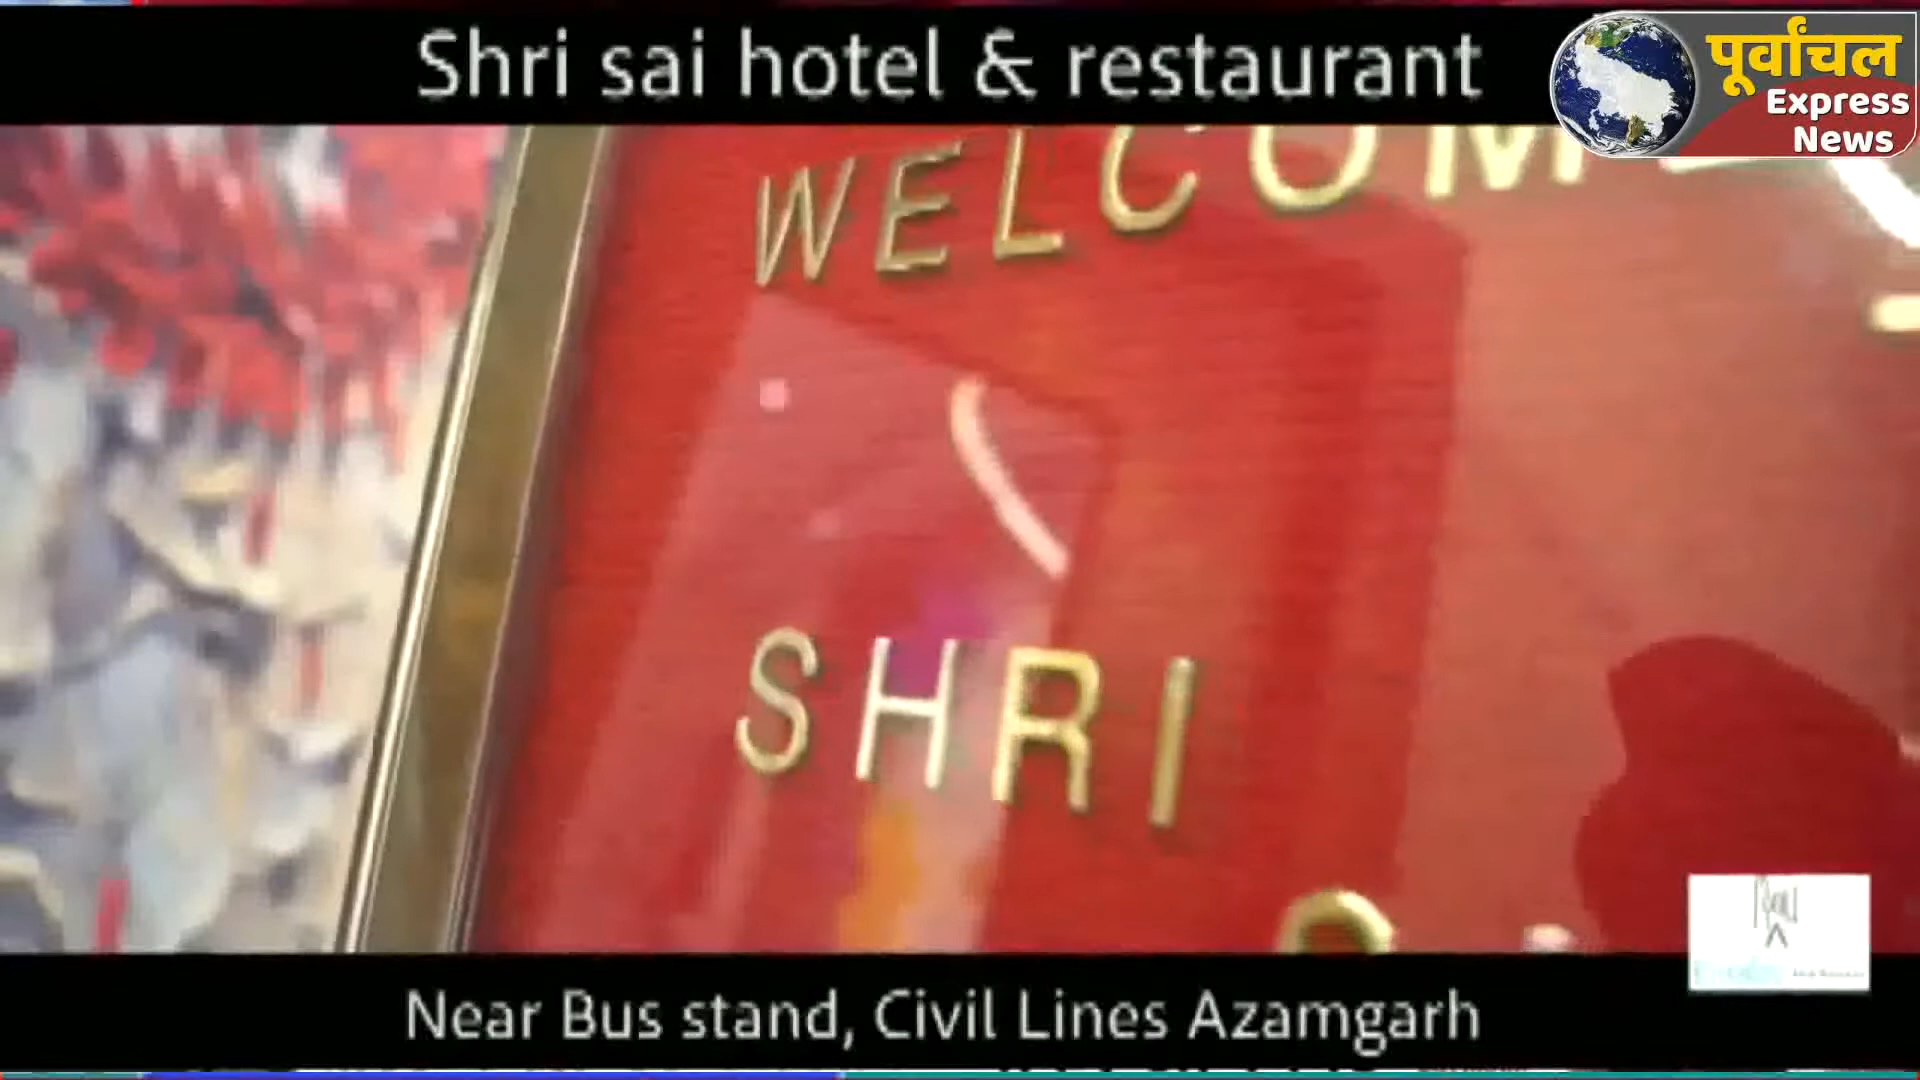 Shri sai hotel & restaurant
पूर्वांचल
Express
News
WELCOM
SHRI
Near Bus stand, Civil Lines Azamgarh